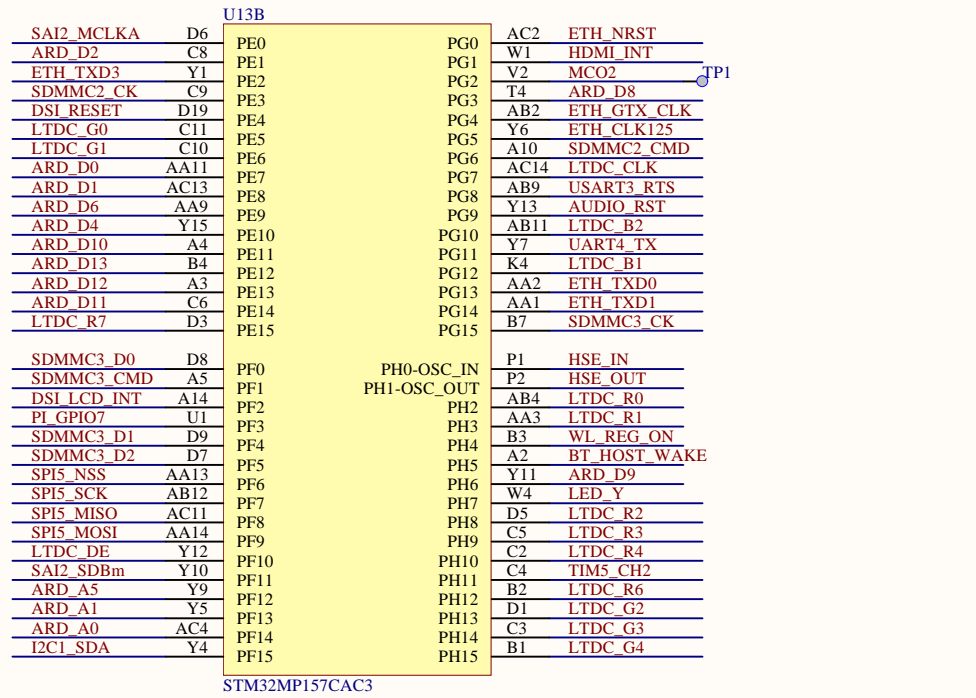 U13B
SAI2_MCLKA D6 PE0 PG0 AC2 ETH_NRST
ARD_D2 C8 PE1 PG1 W1 HDMI_INT
ETH_TXD3 Y1 PE2 PG2 V2 MCO2 TP1
SDMMC2_CK C9 PE3 PG3 T4 ARD_D8
DSI_RESET D19 PE4 PG4 AB2 ETH_GTX_CLK
LTDC_G0 C11 PE5 PG5 Y6 ETH_CLK125
LTDC_G1 C10 PE6 PG6 A10 SDMMC2_CMD
ARD_D0 AA11 PE7 PG7 AC14 LTDC_CLK
ARD_D1 AC13 PE8 PG8 AB9 USART3_RTS
ARD_D6 AA9 PE9 PG9 Y13 AUDIO_RST
ARD_D4 Y15 PE10 PG10 AB11 LTDC_B2
ARD_D10 A4 PE11 PG11 Y7 UART4_TX
ARD_D13 B4 PE12 PG12 K4 LTDC_B1
ARD_D12 A3 PE13 PG13 AA2 ETH_TXD0
ARD_D11 C6 PE14 PG14 AA1 ETH_TXD1
LTDC_R7 D3 PE15 PG15 B7 SDMMC3_CK
SDMMC3_D0 D8 PF0 PH0-OSC_IN P1 HSE_IN
SDMMC3_CMD A5 PF1 PH1-OSC_OUT P2 HSE_OUT
DSI_LCD_INT A14 PF2 PH2 AB4 LTDC_R0
PI_GPIO7 U1 PF3 PH3 AA3 LTDC_R1
SDMMC3_D1 D9 PF4 PH4 B3 WL_REG_ON
SDMMC3_D2 D7 PF5 PH5 A2 BT_HOST_WAKE
SPI5_NSS AA13 PF6 PH6 Y11 ARD_D9
SPI5_SCK AB12 PF7 PH7 W4 LED_Y
SPI5_MISO AC11 PF8 PH8 D5 LTDC_R2
SPI5_MOSI AA14 PF9 PH9 C5 LTDC_R3
LTDC_DE Y12 PF10 PH10 C2 LTDC_R4
SAI2_SDBm Y10 PF11 PH11 C4 TIM5_CH2
ARD_A5 Y9 PF12 PH12 B2 LTDC_R6
ARD_A1 Y5 PF13 PH13 D1 LTDC_G2
ARD_A0 AC4 PF14 PH14 C3 LTDC_G3
I2C1_SDA Y4 PF15 PH15 B1 LTDC_G4
STM32MP157CAC3